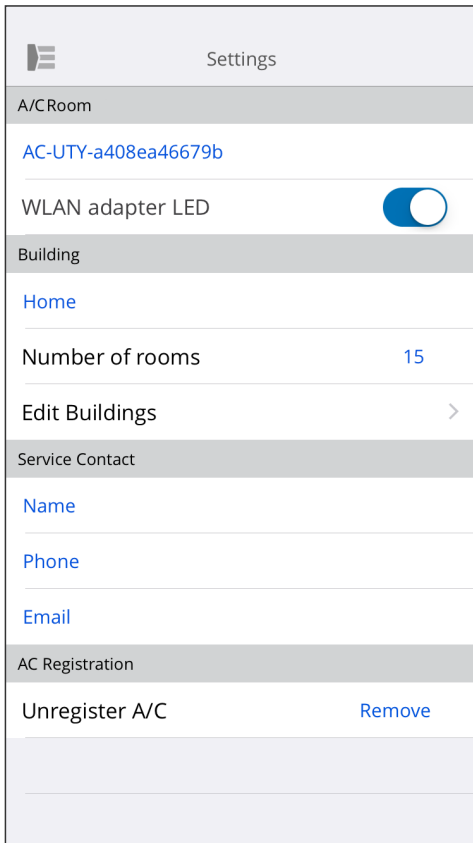 Settings
A/C Room
AC-UTY-a408ea46679b
WLAN adapter LED
Building
Home
Number of rooms 15
Edit Buildings
Service Contact
Name
Phone
Email
AC Registration
Unregister A/C Remove